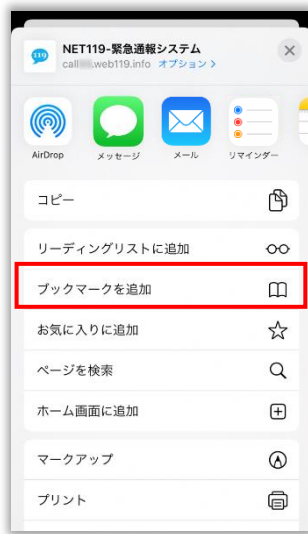 119
NET119-緊急通報システム
call
.web119.info オプション >
AirDrop
メッセージ
メール
リマインダー
コピー
リーディングリストに追加
ブックマークを追加
お気に入りに追加
ページを検索
ホーム画面に追加
マークアップ
プリント